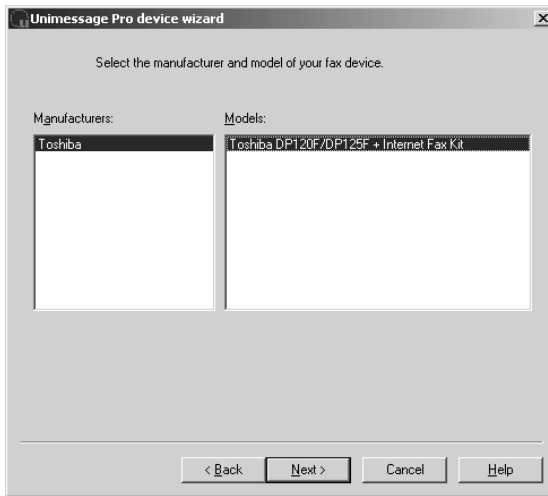 Unimessage Pro device wizard
Select the manufacturer and model of your fax device.
Manufacturers: Models:
Toshiba Toshiba DP120F/DP125F + Internet Fax Kit
< Back Next > Cancel Help